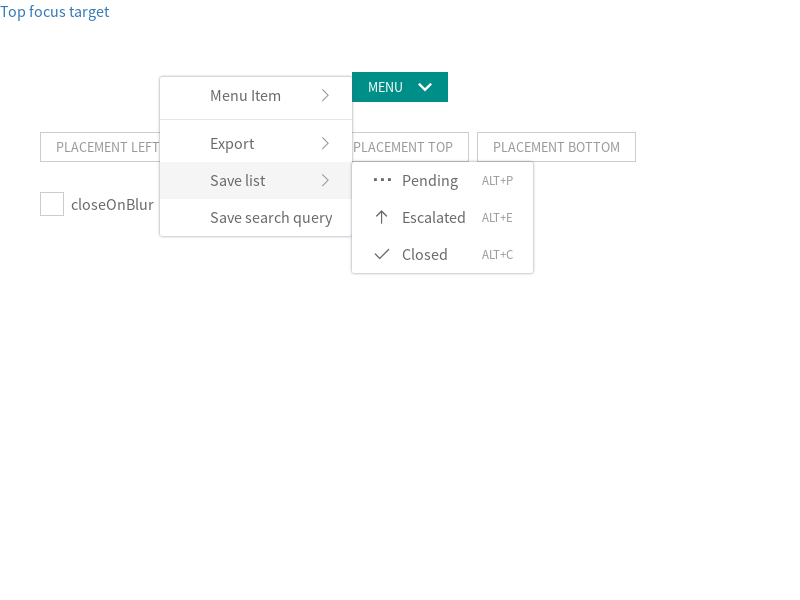 Top focus target
MENU
Menu Item
PLACEMENT LEFT
PLACEMENT TOP
PLACEMENT BOTTOM
Export
Save list
Pending ALT+P
closeOnBlur
Save search query
Escalated ALT+E
Closed ALT+C